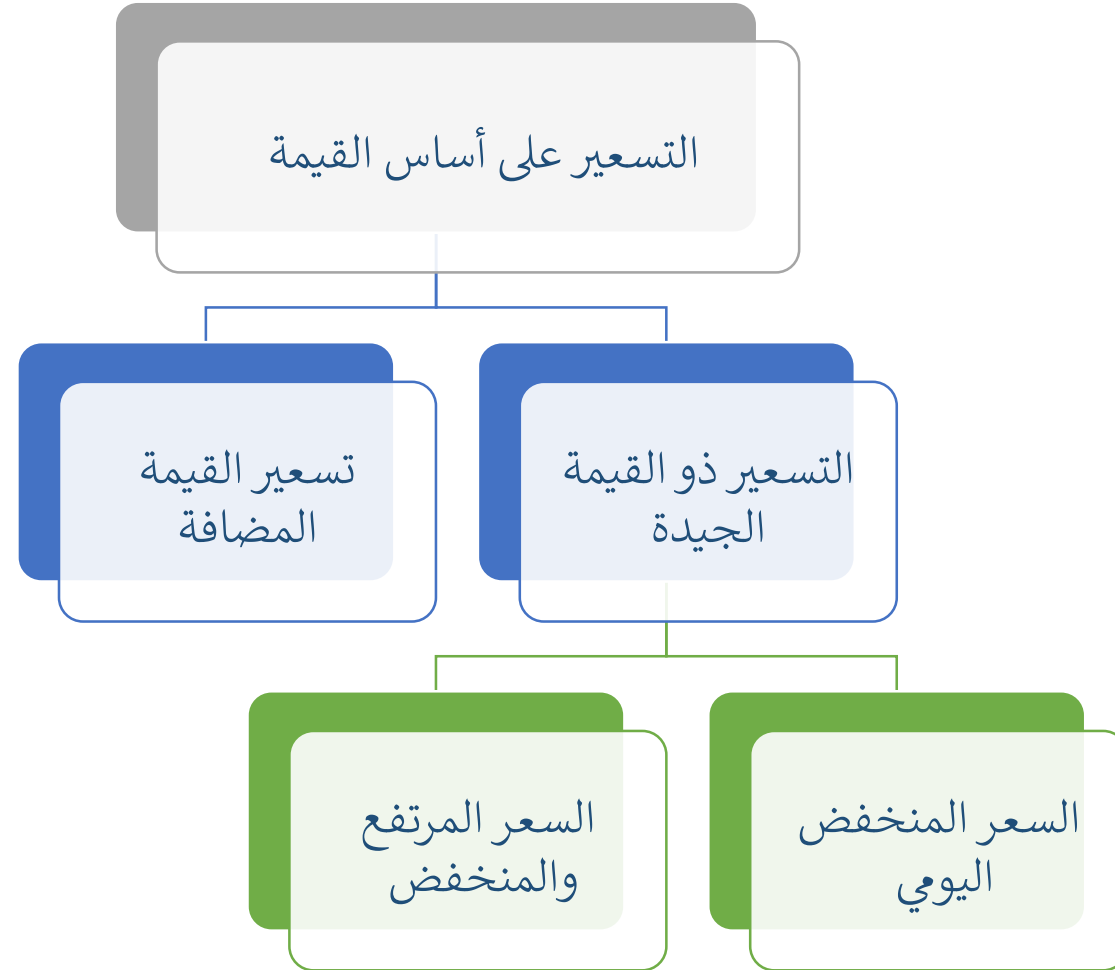 التسعير على أساس القيمة
التسعير ذو القيمة
الجيدة
تسعير القيمة
المضافة
السعر المنخفض
اليومي
السعر المرتفع
والمنخفض